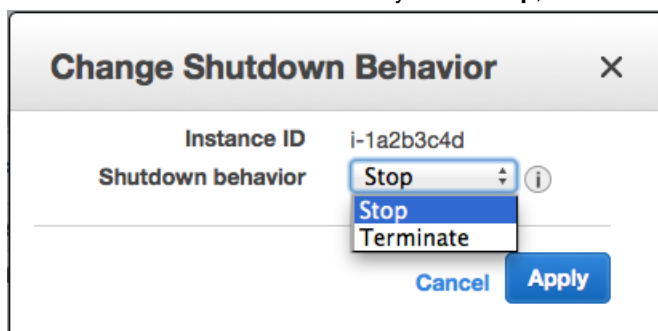 Change Shutdown Behavior ×
Instance ID i-1a2b3c4d
Shutdown behavior Stop i
Stop
Terminate
Cancel Apply